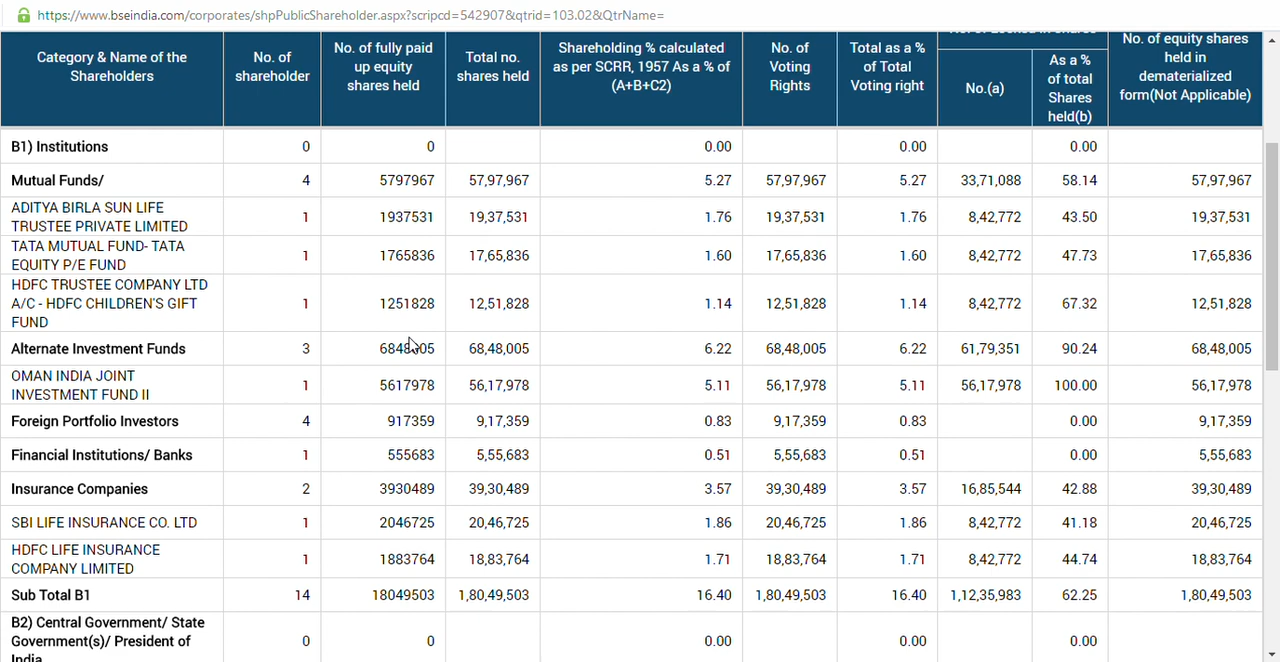 https://www.bseindia.com/corporates/shpPublicShareholder.aspx?scripcd=542907&qtrid=103.02&QtrName=
Category & Name of the
Shareholders
No. of
shareholder
No. of fully paid
up equity
shares held
Total no.
shares held
Shareholding % calculated
as per SCRR, 1957 As a % of
(A+B+C2)
No. of
Voting
Rights
Total as a %
of Total
Voting right
No.(a)
As a %
of total
Shares
held(b)
No. of equity shares
held in
dematerialized
form(Not Applicable)
B1) Institutions 0 0 0.00 0.00 0.00
Mutual Funds/ 4 5797967 57,97,967 5.27 57,97,967 5.27 33,71,088 58.14 57,97,967
ADITYA BIRLA SUN LIFE
TRUSTEE PRIVATE LIMITED 1 1937531 19,37,531 1.76 19,37,531 1.76 8,42,772 43.50 19,37,531
TATA MUTUAL FUND- TATA
EQUITY P/E FUND 1 1765836 17,65,836 1.60 17,65,836 1.60 8,42,772 47.73 17,65,836
HDFC TRUSTEE COMPANY LTD
A/C - HDFC CHILDREN'S GIFT 1 1251828 12,51,828 1.14 12,51,828 1.14 8,42,772 67.32 12,51,828
FUND
Alternate Investment Funds 3 6848005 68,48,005 6.22 68,48,005 6.22 61,79,351 90.24 68,48,005
OMAN INDIA JOINT
INVESTMENT FUND II 1 5617978 56,17,978 5.11 56,17,978 5.11 56,17,978 100.00 56,17,978
Foreign Portfolio Investors 4 917359 9,17,359 0.83 9,17,359 0.83 0.00 9,17,359
Financial Institutions/ Banks 1 555683 5,55,683 0.51 5,55,683 0.51 0.00 5,55,683
Insurance Companies 2 3930489 39,30,489 3.57 39,30,489 3.57 16,85,544 42.88 39,30,489
SBI LIFE INSURANCE CO. LTD 1 2046725 20,46,725 1.86 20,46,725 1.86 8,42,772 41.18 20,46,725
HDFC LIFE INSURANCE
COMPANY LIMITED 1 1883764 18,83,764 1.71 18,83,764 1.71 8,42,772 44.74 18,83,764
Sub Total B1 14 18049503 1,80,49,503 16.40 1,80,49,503 16.40 1,12,35,983 62.25 1,80,49,503
B2) Central Government/ State
Government(s)/ President of 0 0 0.00 0.00 0.00
India